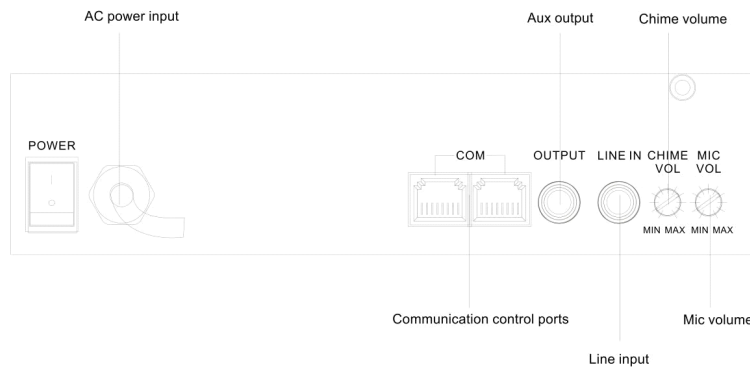 AC power input
Aux output
Chime volume
POWER
COM
OUTPUT
LINE IN
CHIME
VOL
MIC
VOL
MIN MAX
MIN MAX
Communication control ports
Mic volume
Line input